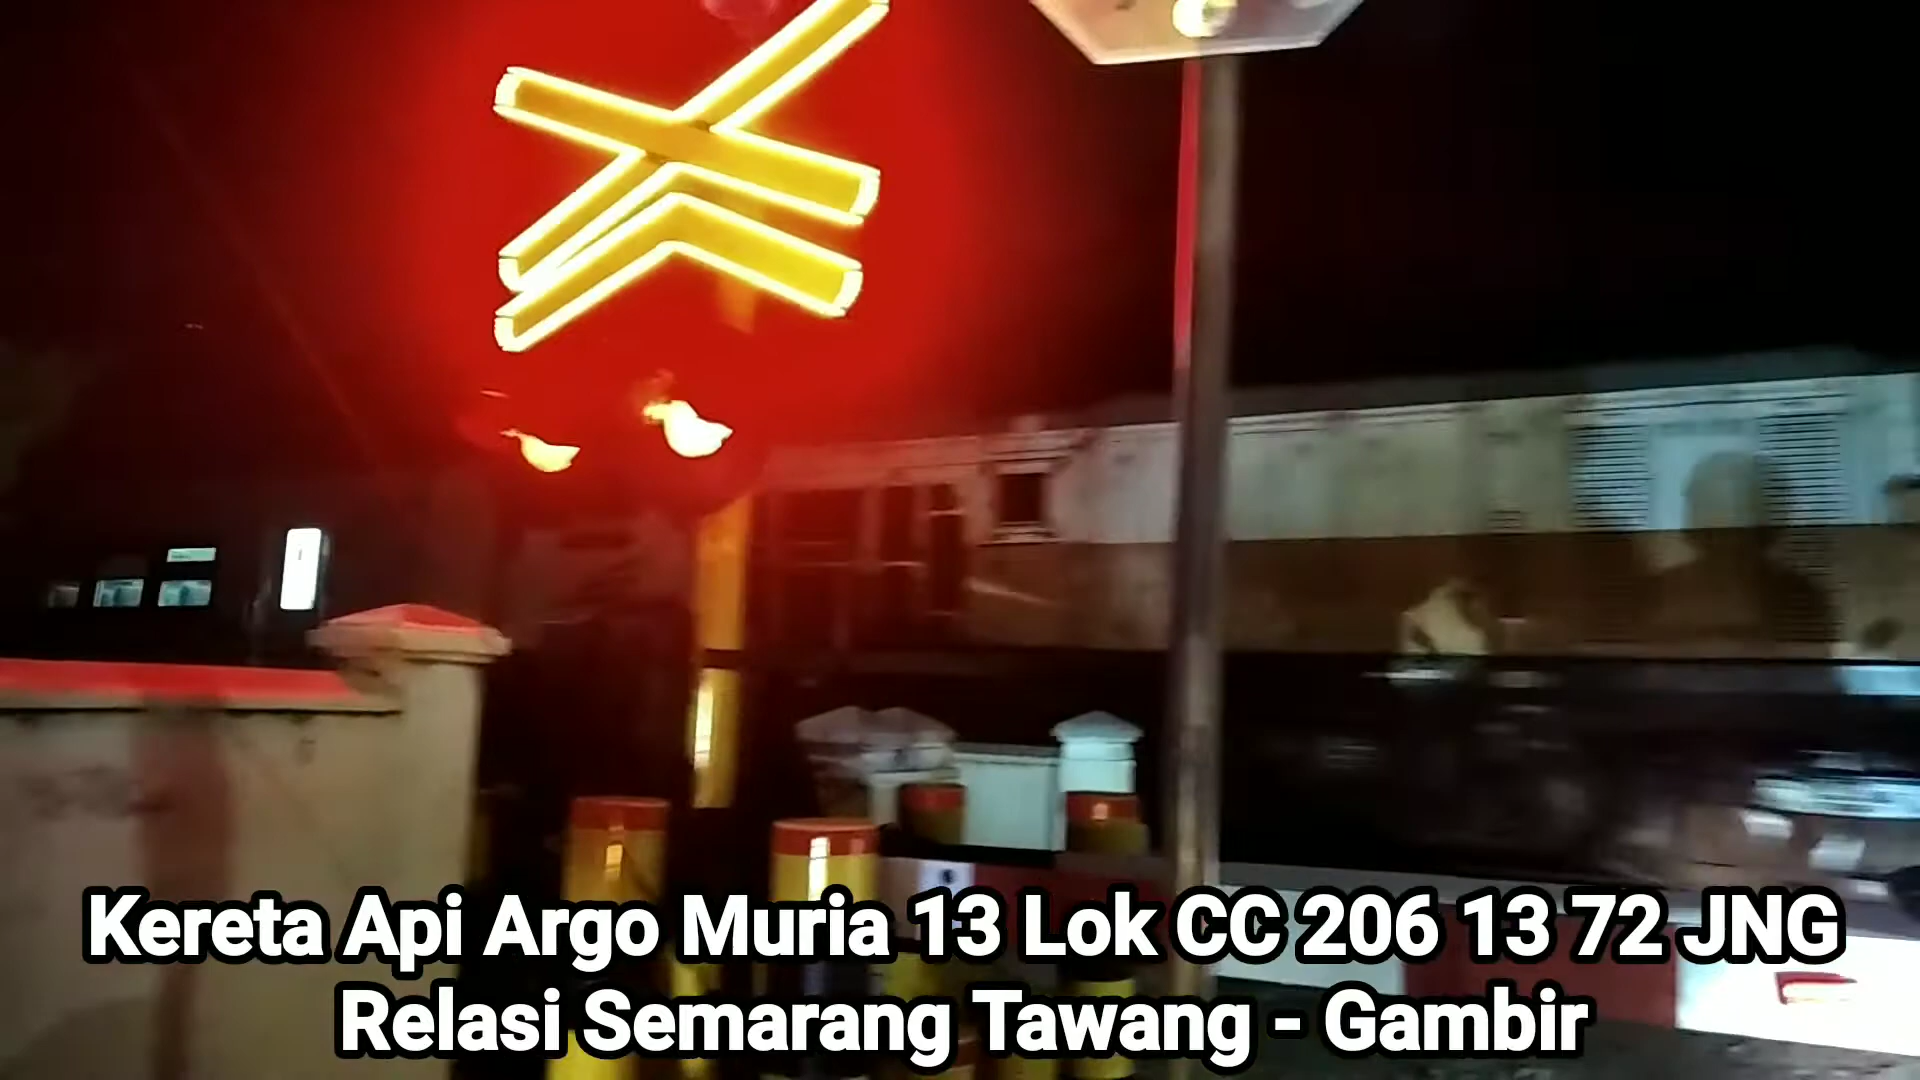 Kereta Api Argo Muria 13 Lok CC 206 13 72 JNG
Relasi Semarang Tawang - Gambir